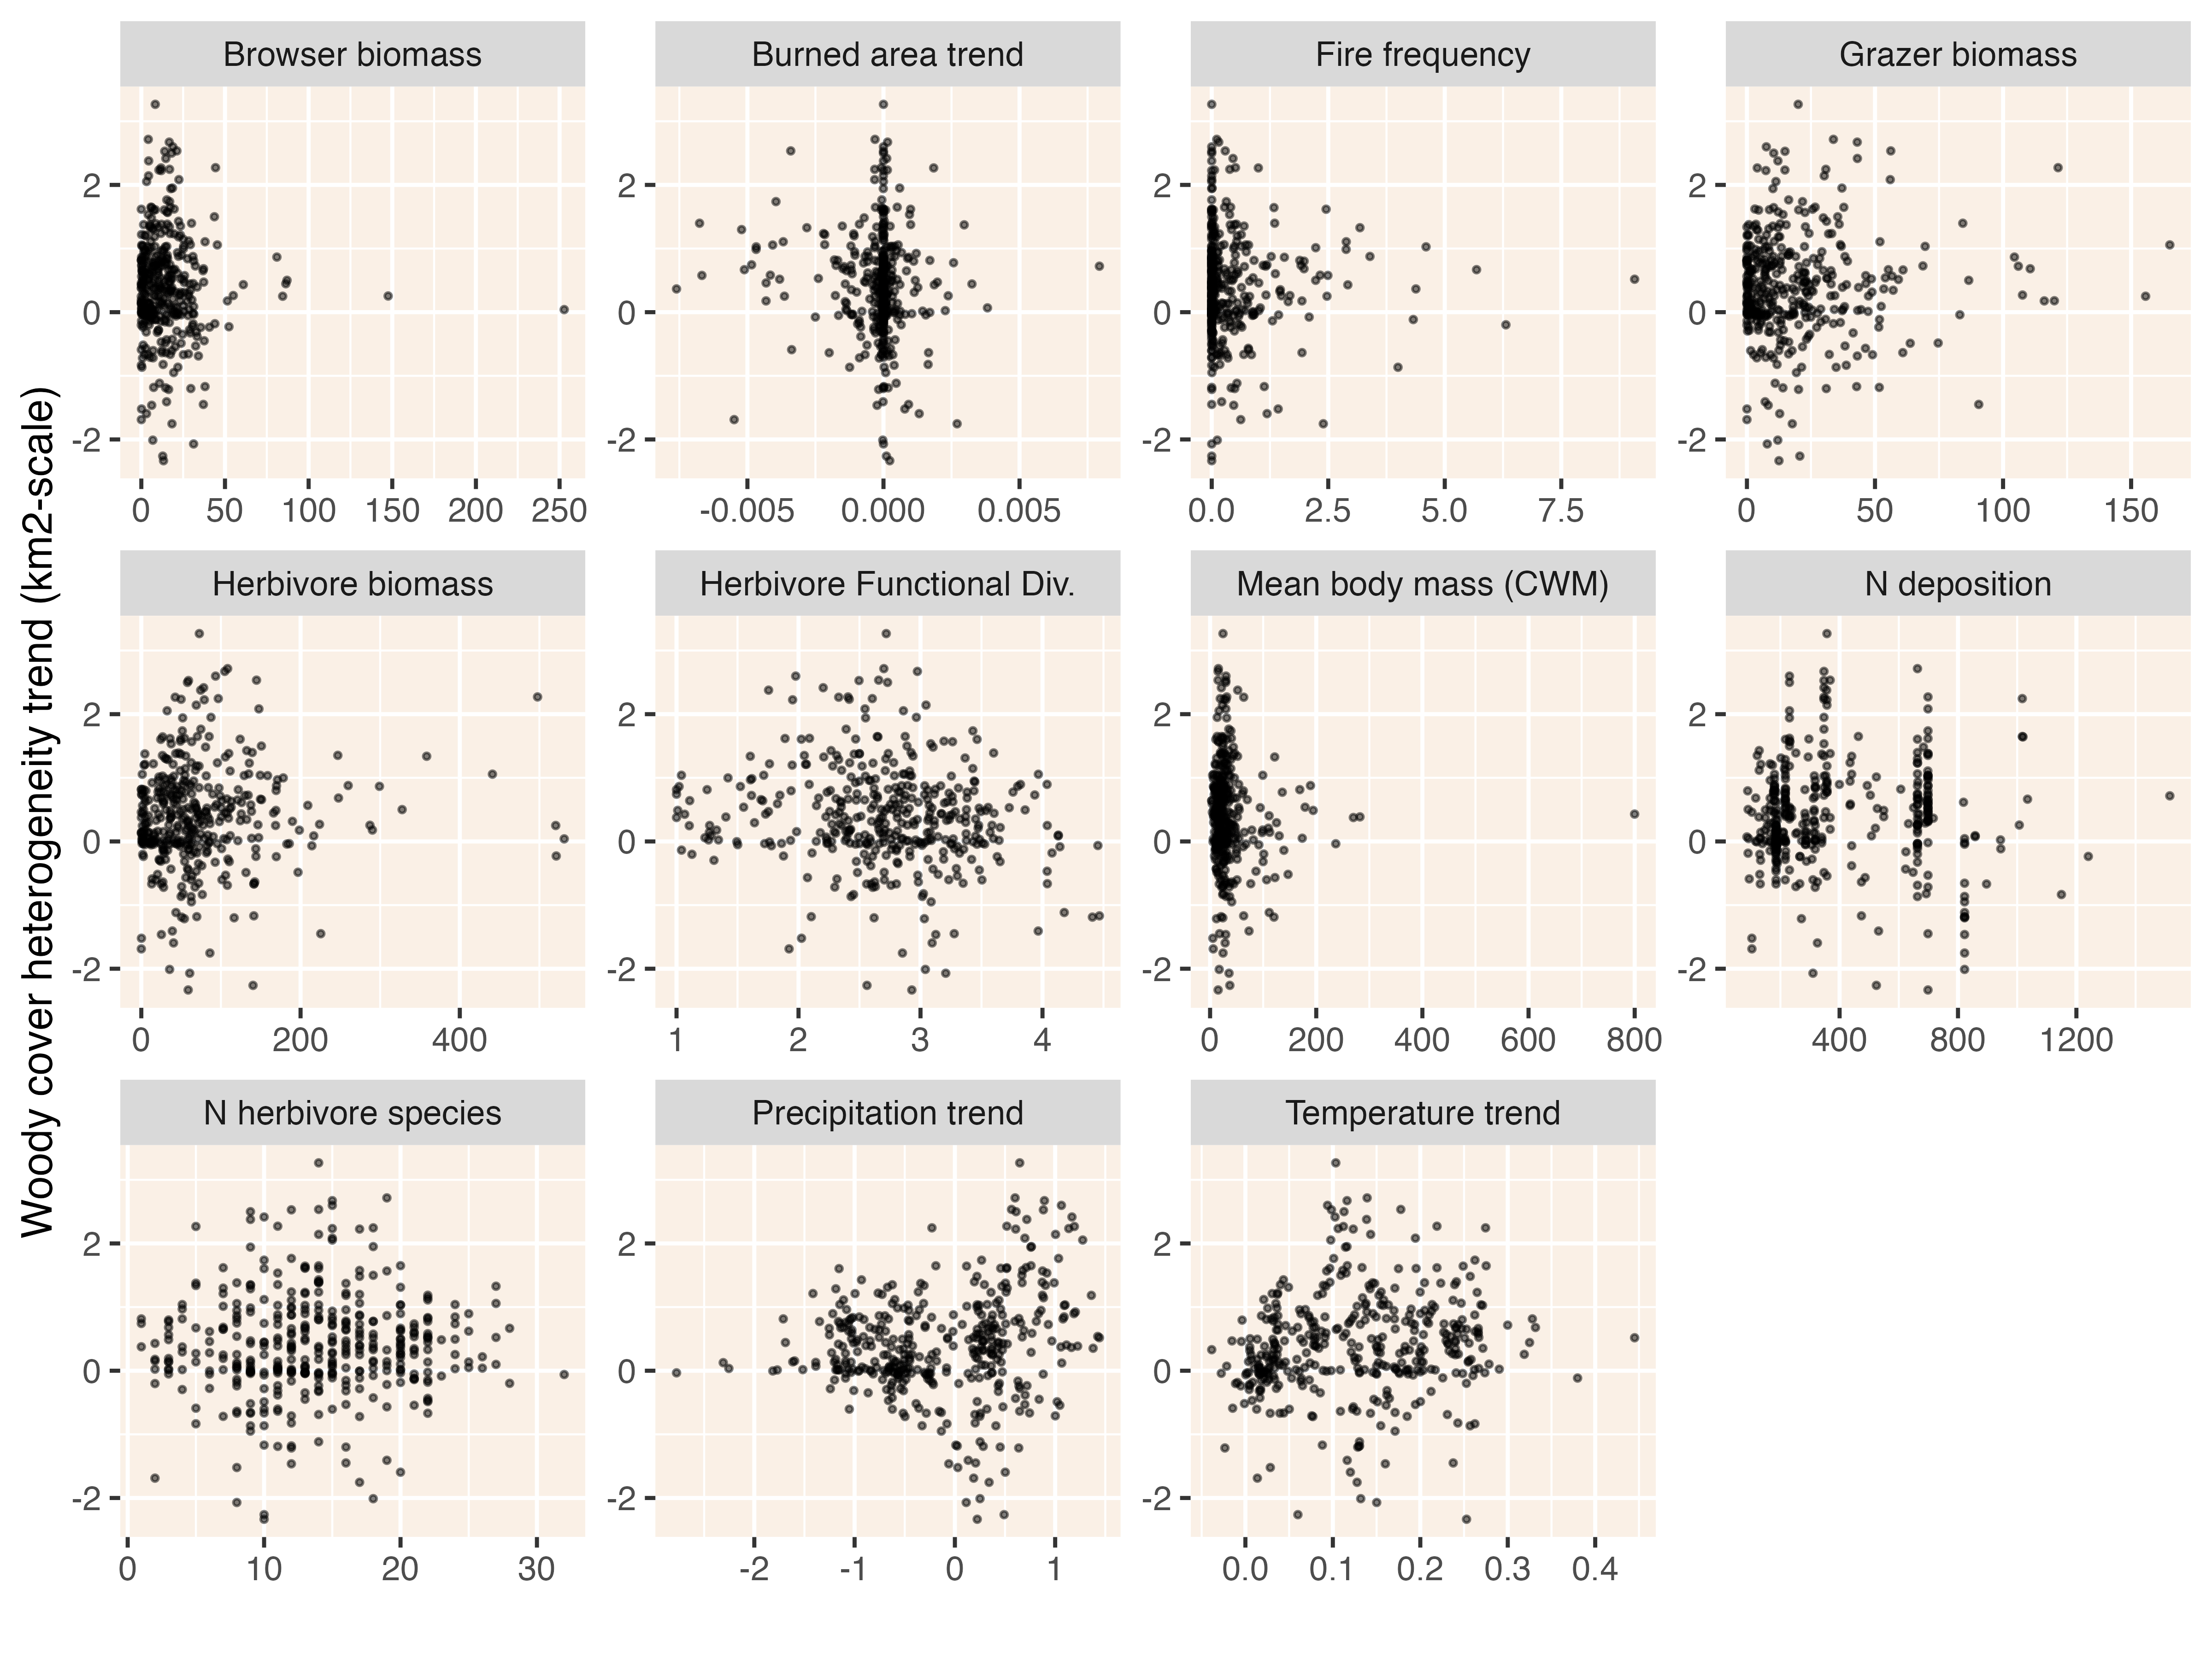 Woody cover heterogeneity trend (km2-scale)
Browser biomass
Burned area trend
Fire frequency
Grazer biomass
2 2 2 2
0 0 0 0
-2 -2 -2 -2
0 50 100 150 200 250
-0.005 0.000 0.005
0.0 2.5 5.0 7.5
0 50 100 150
Herbivore biomass
Herbivore Functional Div.
Mean body mass (CWM)
N deposition
2 2 2 2
0 0 0 0
-2 -2 -2 -2
0 200 400
1 2 3 4
0 200 400 600 800
400 800 1200
N herbivore species
Precipitation trend
Temperature trend
2 2 2
0 0 0
-2 -2 -2
0 10 20 30
-2 -1 0 1
0.0 0.1 0.2 0.3 0.4